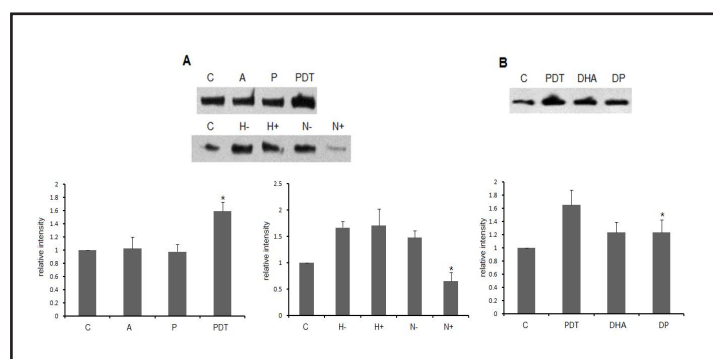 A
C A P PDT
C H- H+ N- N+
B
C PDT DHA DP
relative intensity
2
1.8
1.6
1.4
1.2
1
0.8
0.6
0.4
0.2
0
*
C A P PDT
relative intensity
2.5
2
1.5
1
0.5
0
*
C H- H+ N- N+
relative intensity
2
1.8
1.6
1.4
1.2
1
0.8
0.6
0.4
0.2
0
*
C PDT DHA DP